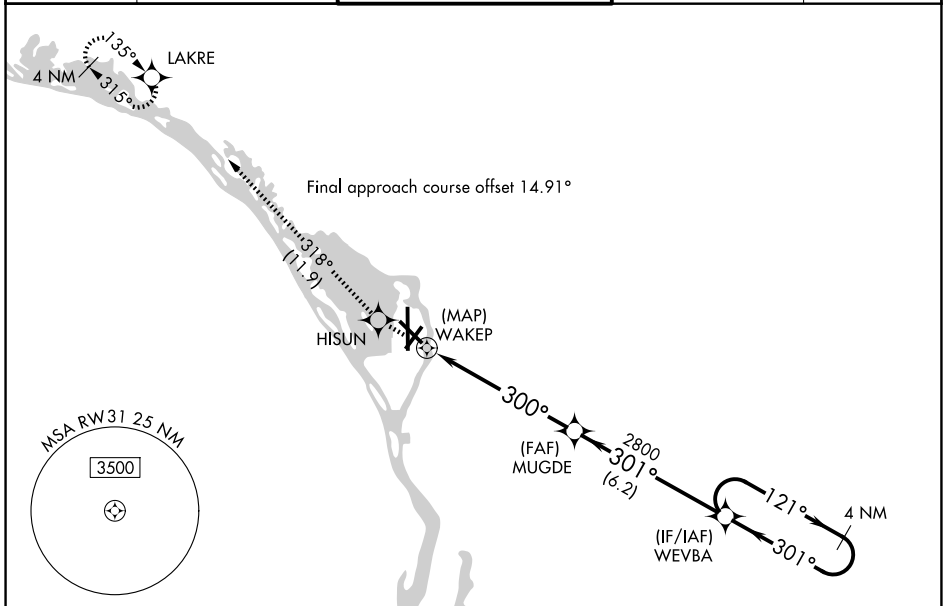 135°
LAKRE
4 NM
315°
Final approach course offset 14.91°
318°
(11.9)
HISUN
(MAP)
WAKEP
300°
(FAF)
MUGDE
2800
301°
(6.2)
121°
4 NM
301°
(IF/IAF)
WEVBA
MSA RW31 25 NM
3500